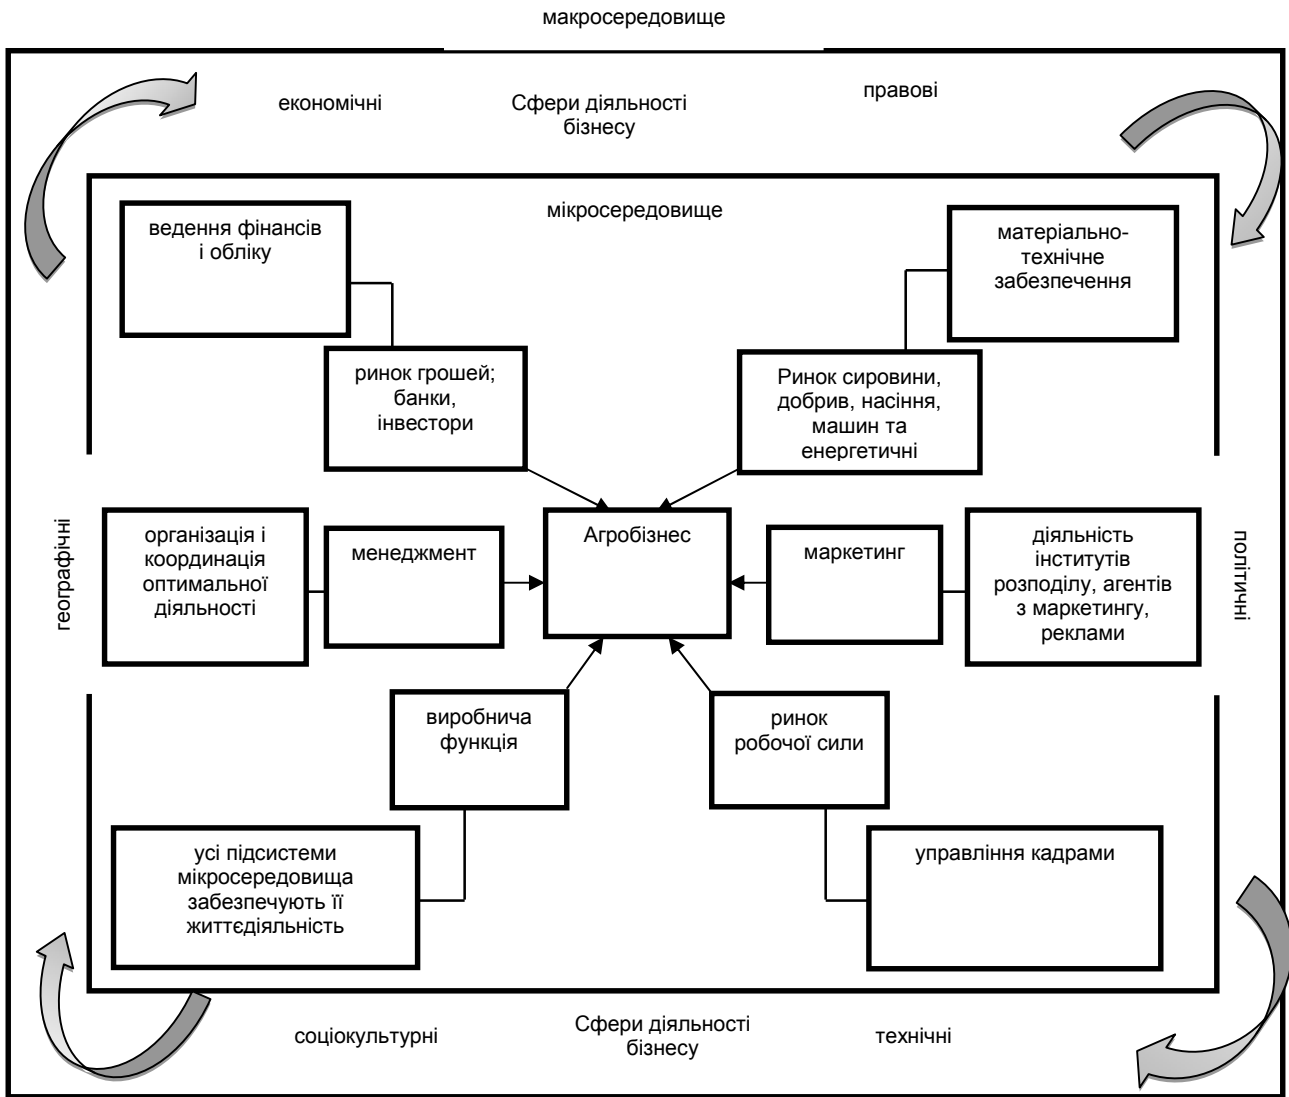 макросередовище
економічні
Сфери діяльності
бізнесу
правові
мікросередовище
ведення фінансів
і обліку
матеріально-
технічне
забезпечення
ринок грошей;
банки,
інвестори
Ринок сировини,
добрив, насіння,
машин та
енергетичні
географічні
організація і
координація
оптимальної
діяльності
менеджмент
Агробізнес
маркетинг
діяльність
інститутів
розподілу, агентів
з маркетингу,
реклами
політичні
виробнича
функція
ринок
робочої сили
усі підсистеми
мікросередовища
забезпечують її
життєдіяльність
управління кадрами
соціокультурні
Сфери діяльності
бізнесу
технічні